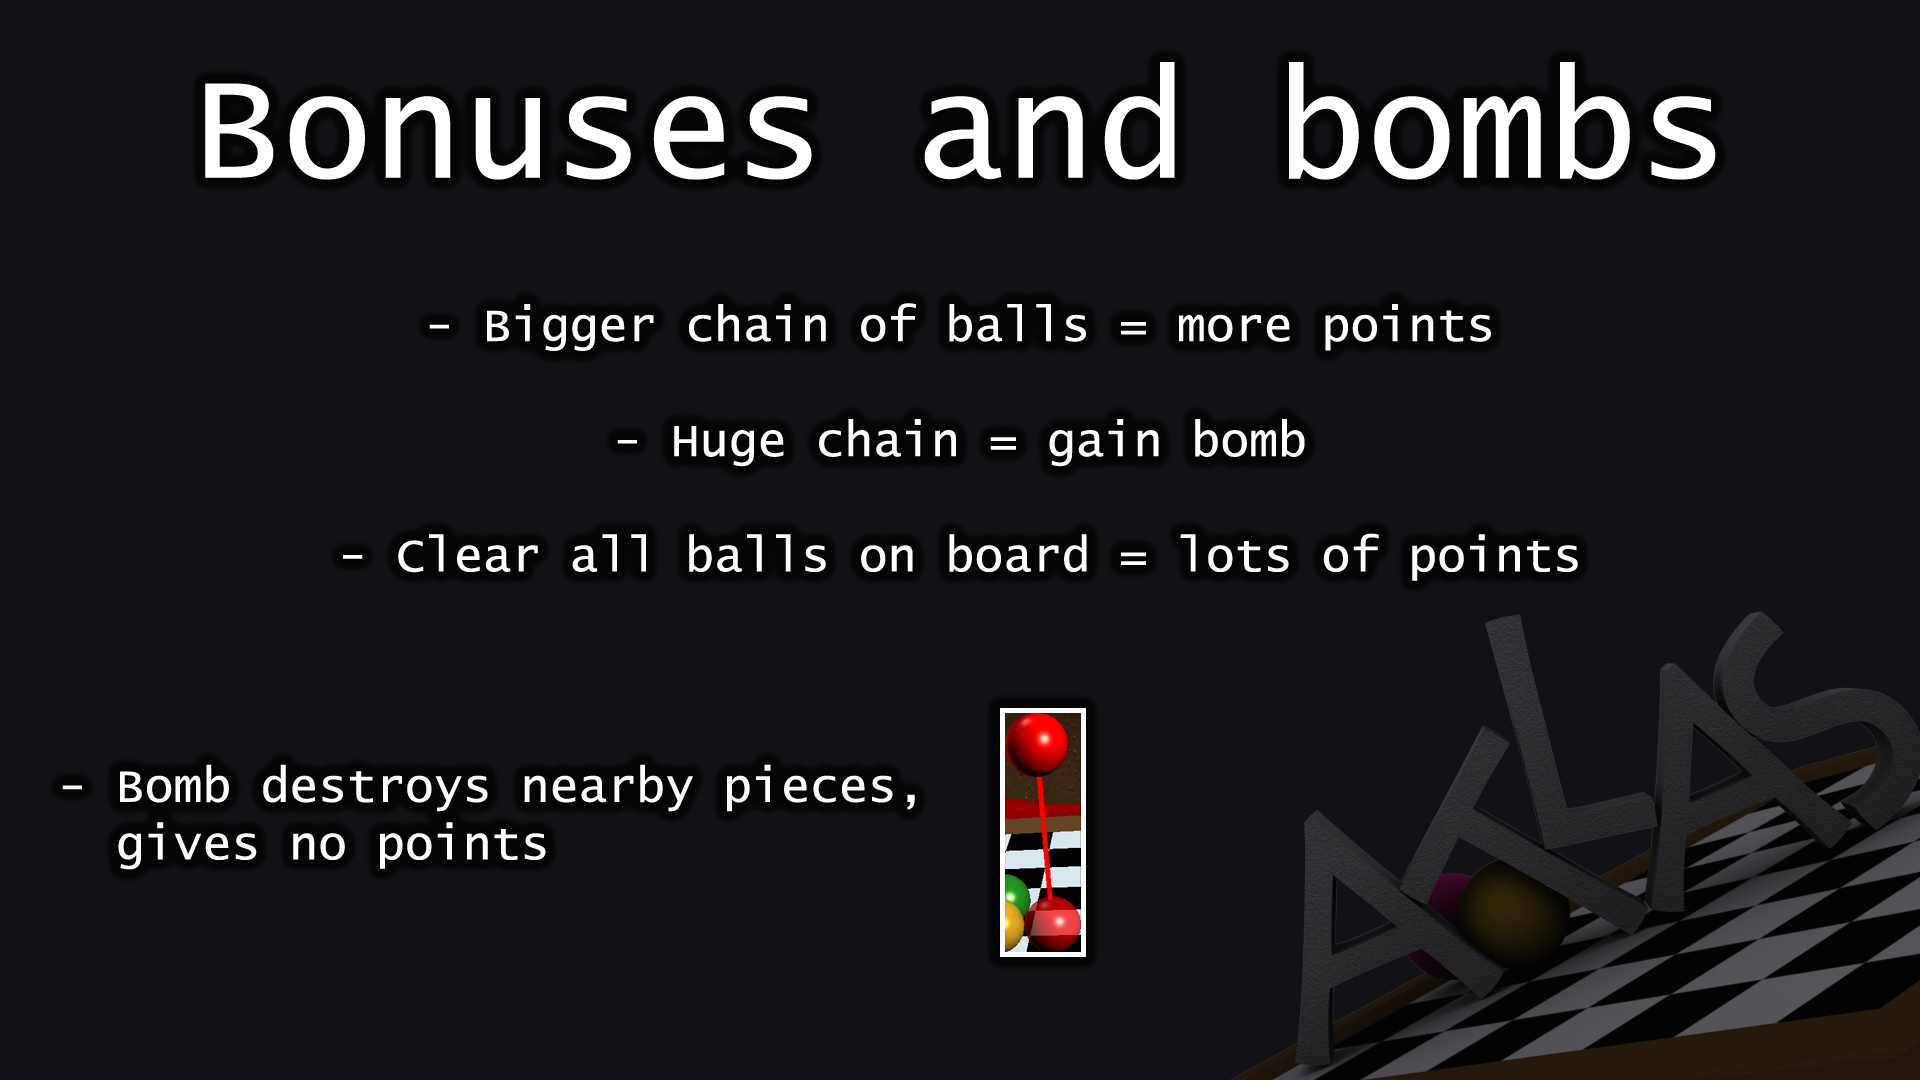 Bonuses and bombs
- Bigger chain of balls = more points
- Huge chain = gain bomb
- Clear all balls on board = lots of points
- Bomb destroys nearby pieces,
gives no points
AALAS